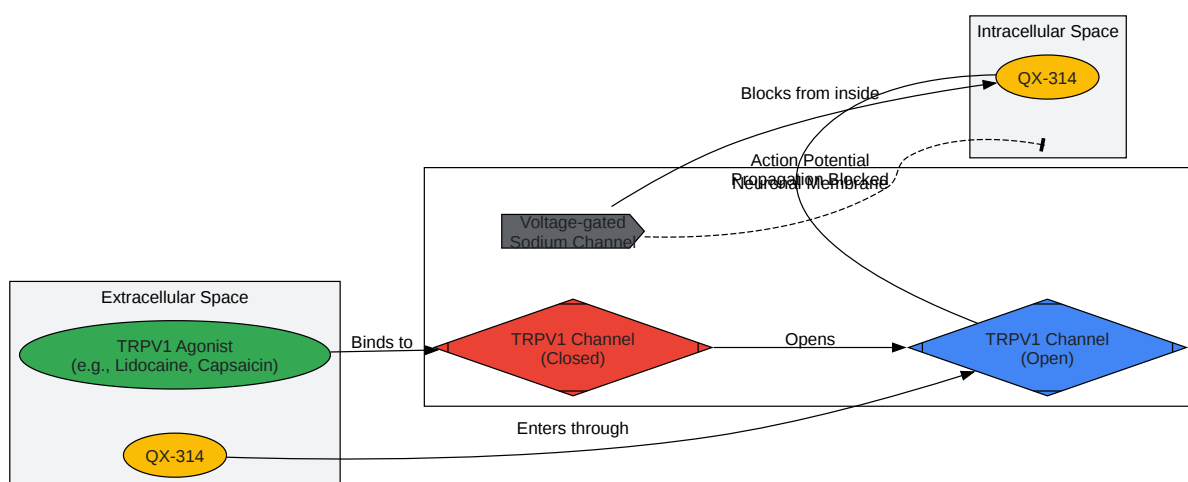 Intracellular Space
QX-314
Blocks from inside
Action Potential
Propagation Blocked
Neuronal Membrane
Voltage-gated
Sodium Channel
Extracellular Space
TRPV1 Agonist
(e.g., Lidocaine, Capsaicin)
Binds to
TRPV1 Channel
(Closed)
Opens
TRPV1 Channel
(Open)
Enters through
QX-314